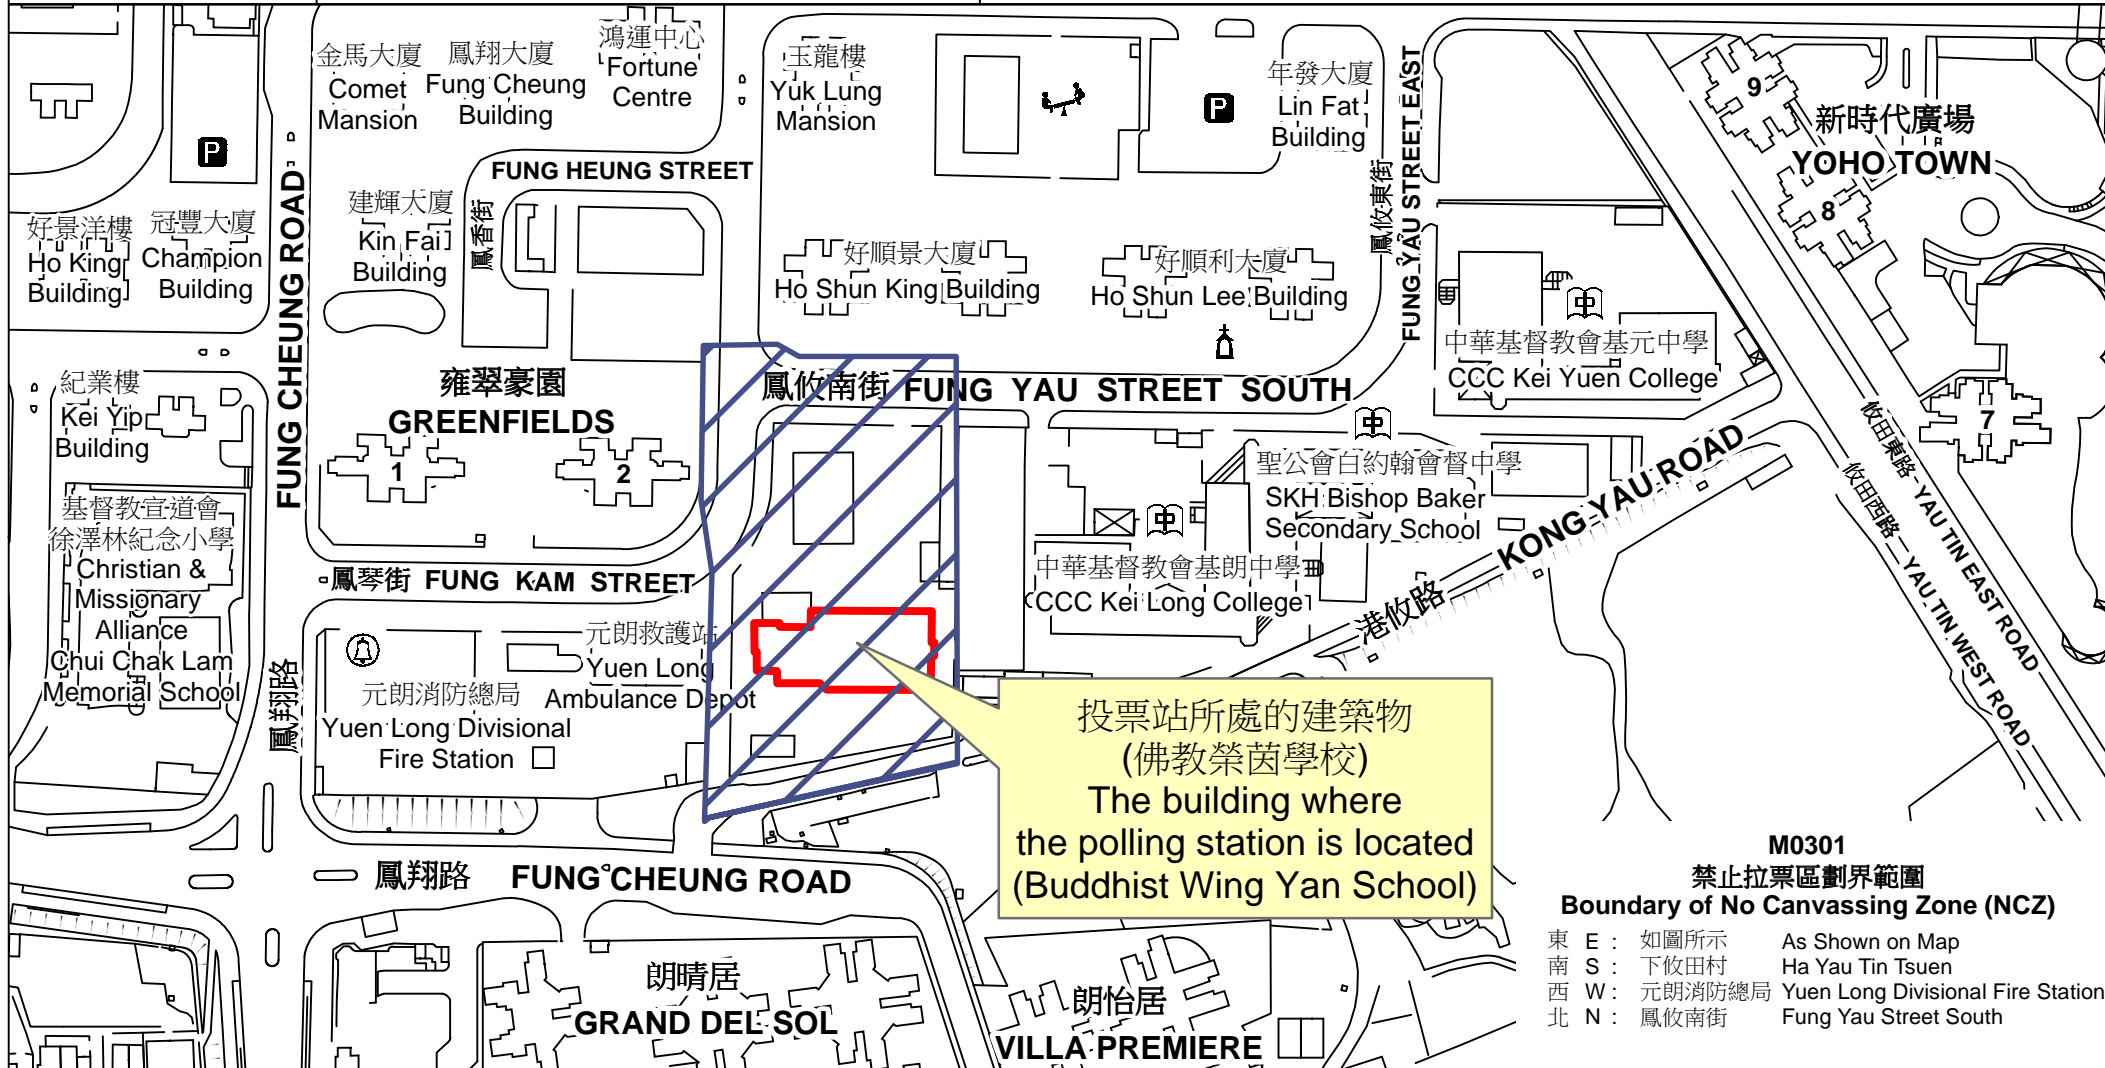 金馬大廈
Comet
Mansion
鳳翔大廈
Fung Cheung
Building
鴻運中心
Fortune
Centre
玉龍樓
Yuk Lung
Mansion
年發大廈
Lin Fat
Building
P
P
9
新時代廣場
YOHO TOWN
8
7
FUNG HEUNG STREET
鳳香街
FUNG CHEUNG ROAD
鳳攸東街
FUNG YAU STREET EAST
好景洋樓
Ho King
Building
冠豐大廈
Champion
Building
建輝大廈
Kin Fai
Building
好順景大廈
Ho Shun King Building
好順利大廈
Ho Shun Lee Building
中
中華基督教會基元中學
CCC Kei Yuen College
紀業樓
Kei Yip
Building
雍翠豪園
GREENFIELDS
1
2
鳳攸南街 FUNG YAU STREET SOUTH
中
聖公會白約翰會督中學
SKH Bishop Baker
Secondary School
中
中華基督教會基朗中學
CCC Kei Long College
港攸路 KONG YAU ROAD
攸田東路 YAU TIN EAST ROAD
攸田西路 YAU TIN WEST ROAD
基督教宣道會
徐澤林紀念小學
Christian &
Missionary
Alliance
Chui Chak Lam
Memorial School
鳳琴街 FUNG KAM STREET
鳳翔路
元朗救護站
Yuen Long
Ambulance Depot
元朗消防總局
Yuen Long Divisional
Fire Station
投票站所處的建築物
(佛教榮茵學校)
The building where
the polling station is located
(Buddhist Wing Yan School)
鳳翔路 FUNG CHEUNG ROAD
朗晴居
GRAND DEL SOL
朗怡居
VILLA PREMIERE
M0301
禁止拉票區劃界範圍
Boundary of No Canvassing Zone (NCZ)
東 E : 如圖所示 As Shown on Map
南 S : 下攸田村 Ha Yau Tin Tsuen
西 W : 元朗消防總局 Yuen Long Divisional Fire Station
北 N : 鳳攸南街 Fung Yau Street South